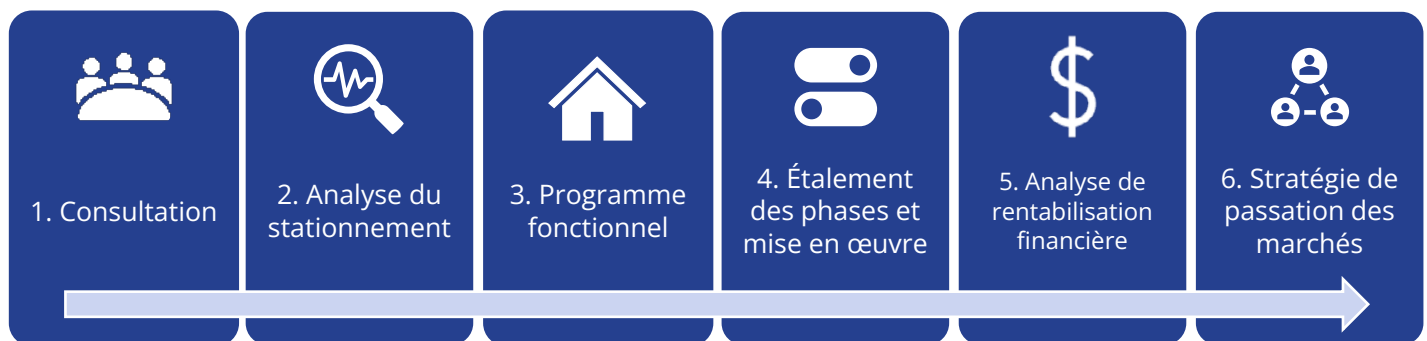 1. Consultation
2. Analyse du
stationnement
3. Programme
fonctionnel
4. Étalement
des phases et
mise en œuvre
5. Analyse de
rentabilisation
financière
6. Stratégie de
passation des
marchés